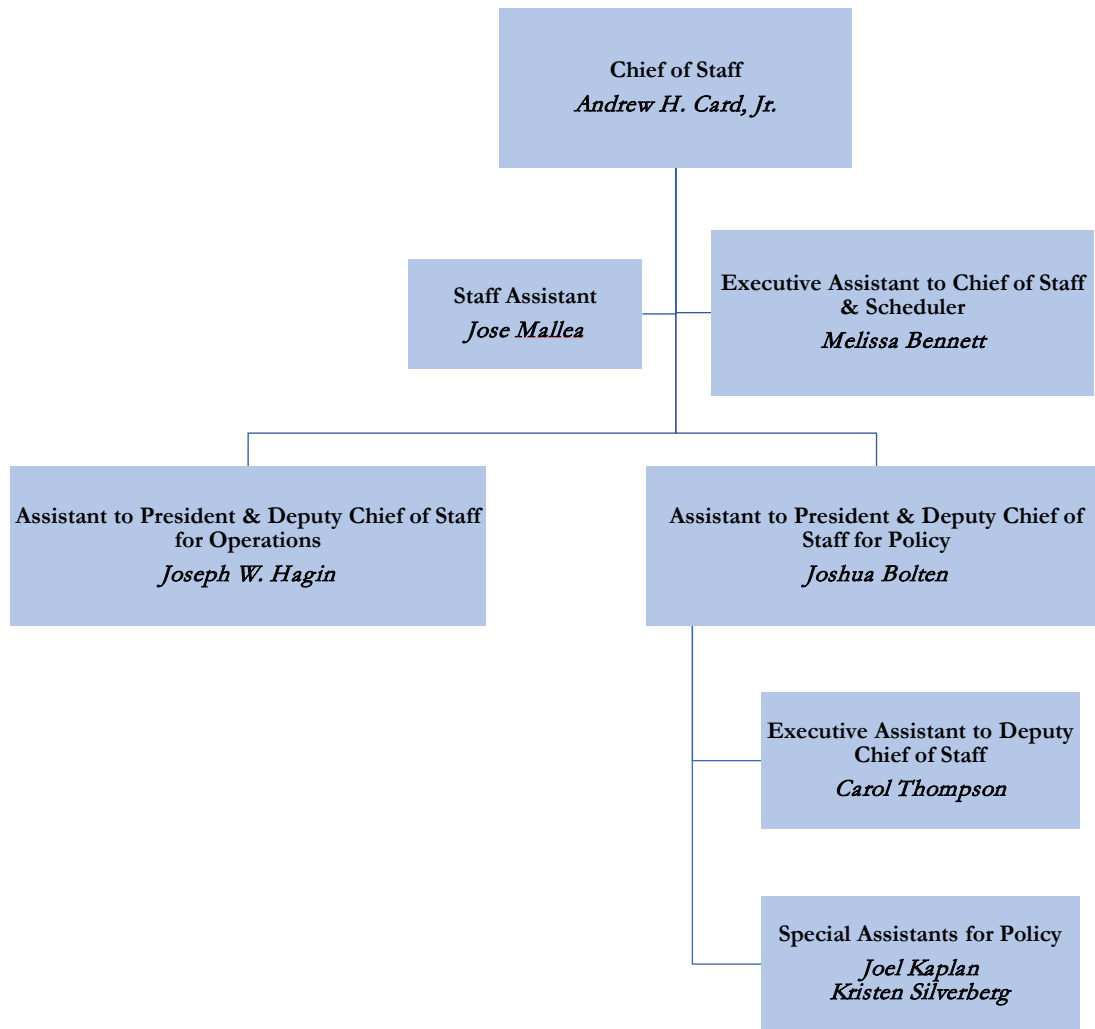 Chief of Staff
Andrew H. Card, Jr.
Staff Assistant
Jose Mallea
Executive Assistant to Chief of Staff
& Scheduler
Melissa Bennett
Assistant to President & Deputy Chief of Staff
for Operations
Joseph W. Hagin
Assistant to President & Deputy Chief of
Staff for Policy
Joshua Bolten
Executive Assistant to Deputy
Chief of Staff
Carol Thompson
Special Assistants for Policy
Joel Kaplan
Kristen Silverberg